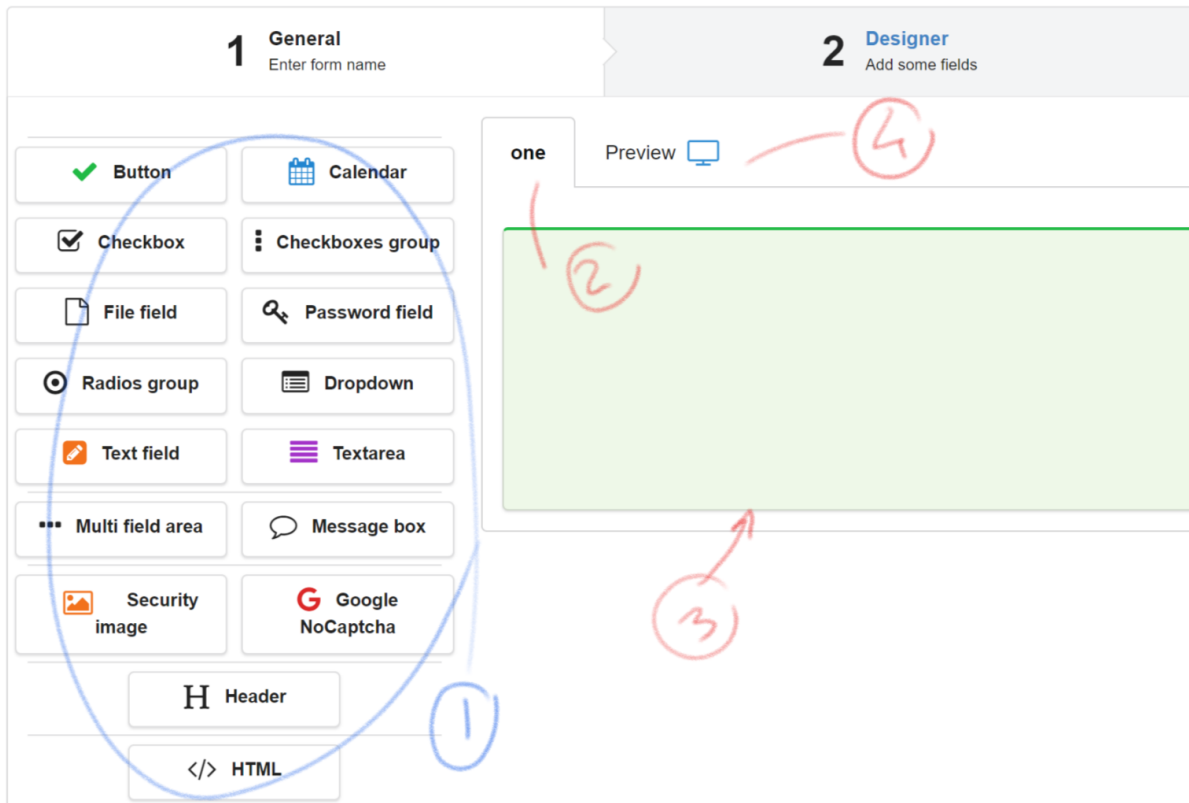 1 General
Enter form name
2 Designer
Add some fields
Button
Calendar
Checkbox
Checkboxes group
File field
Password field
Radios group
Dropdown
Text field
Textarea
Multi field area
Message box
Security
image
G Google
NoCaptcha
H Header
</> HTML
1
one
Preview
4
2
3